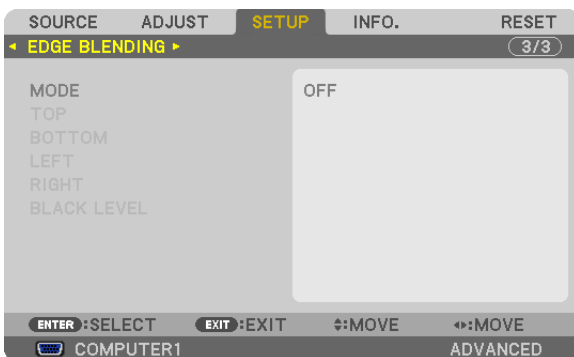 SOURCE ADJUST SETUP INFO. RESET
EDGE BLENDING 3/3
MODE OFF
TOP
BOTTOM
LEFT
RIGHT
BLACK LEVEL
ENTER :SELECT EXIT :EXIT :MOVE :MOVE
COMPUTER1 ADVANCED